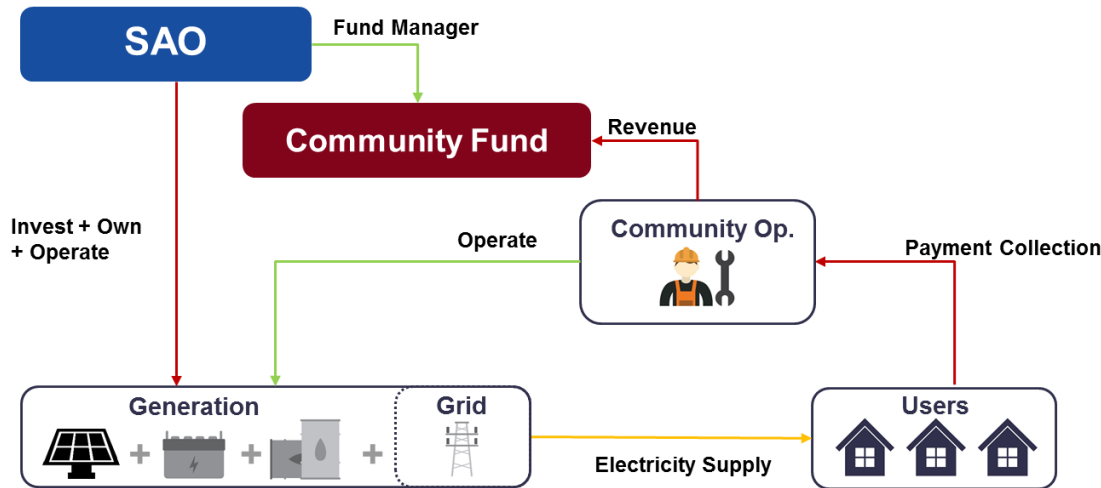 SAO
Fund Manager
Community Fund
Revenue
Invest + Own
+ Operate
Operate
Community Op.
Payment Collection
Generation
Grid
Users
+ + +
Electricity Supply